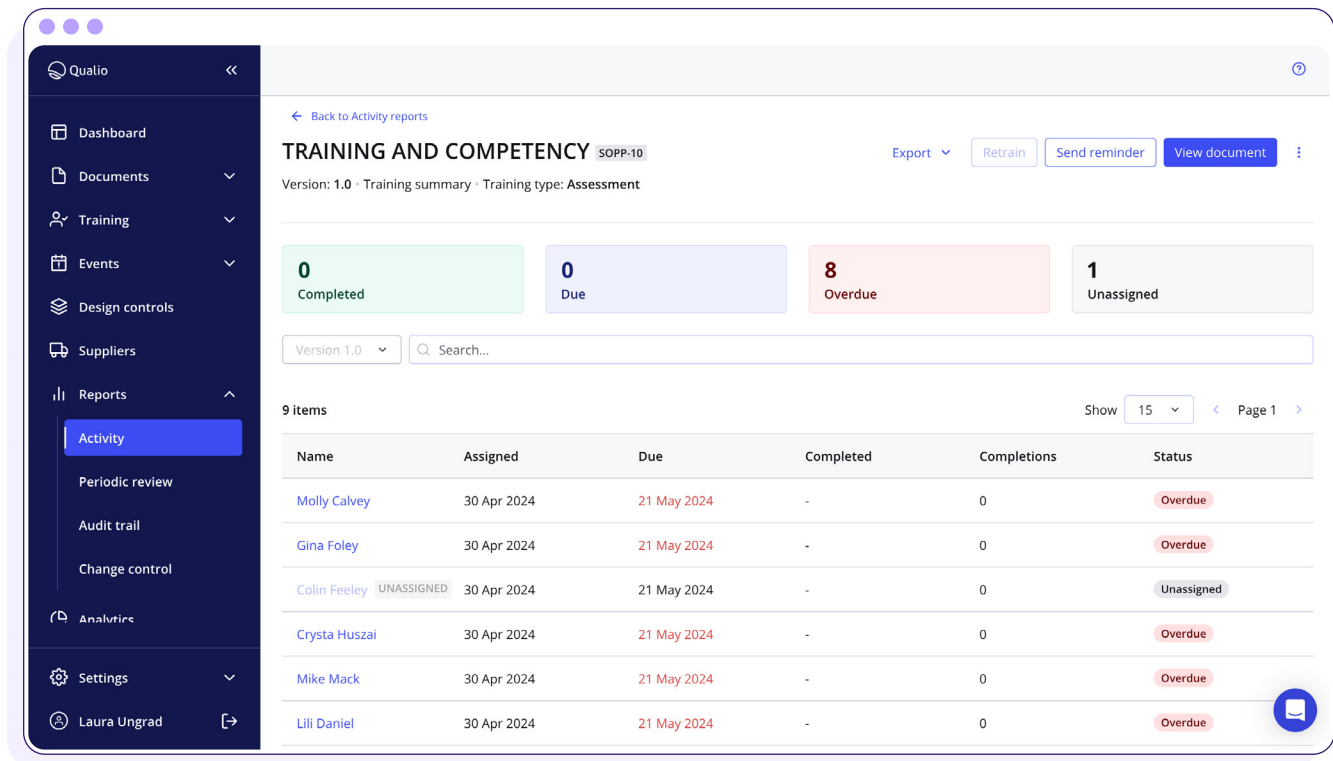 Qualio
Dashboard
Documents
Training
Events
Design controls
Suppliers
Reports
Activity
Periodic review
Audit trail
Change control
Analytics
Settings
Laura Ungrad
Back to Activity reports
TRAINING AND COMPETENCY SOPP-10
Export Retrain Send reminder View document
Version: 1.0 • Training summary • Training type: Assessment
0 0 8 1
Completed Due Overdue Unassigned
Version 1.0 Search...
9 items Show 15 Page 1
Name Assigned Due Completed Completions Status
Molly Calvey 30 Apr 2024 21 May 2024 - 0 Overdue
Gina Foley 30 Apr 2024 21 May 2024 - 0 Overdue
Colin Feeley UNASSIGNED 30 Apr 2024 21 May 2024 - 0 Unassigned
Crysta Huszai 30 Apr 2024 21 May 2024 - 0 Overdue
Mike Mack 30 Apr 2024 21 May 2024 - 0 Overdue
Lili Daniel 30 Apr 2024 21 May 2024 - 0 Overdue